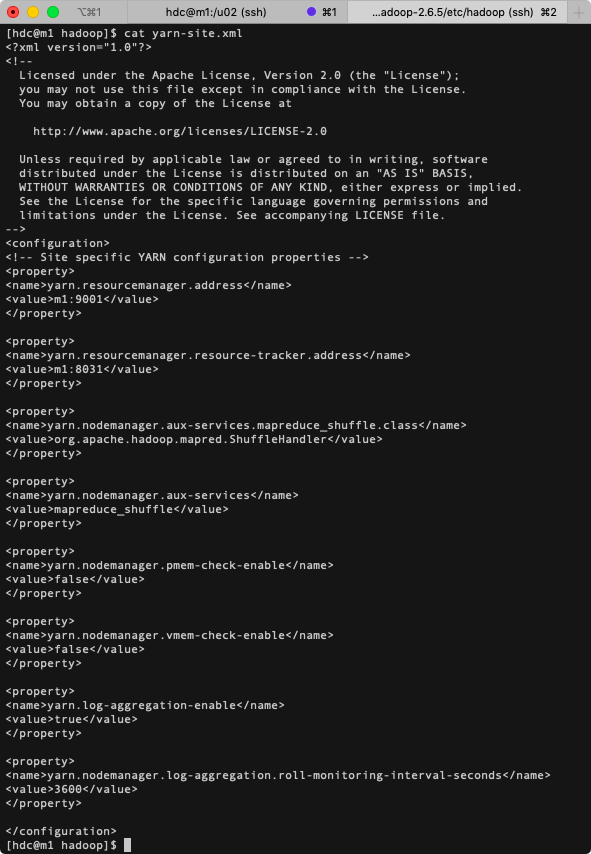 ⌥⌘1
hdc@m1:/u02 (ssh)
⌘1
...adoop-2.6.5/etc/hadoop (ssh)
⌘2
[hdc@m1 hadoop]$ cat yarn-site.xml
<?xml version="1.0"?>
<!--
  Licensed under the Apache License, Version 2.0 (the "License");
  you may not use this file except in compliance with the License.
  You may obtain a copy of the License at

    http://www.apache.org/licenses/LICENSE-2.0

  Unless required by applicable law or agreed to in writing, software
  distributed under the License is distributed on an "AS IS" BASIS,
  WITHOUT WARRANTIES OR CONDITIONS OF ANY KIND, either express or implied.
  See the License for the specific language governing permissions and
  limitations under the License. See accompanying LICENSE file.
-->
<configuration>
<!-- Site specific YARN configuration properties -->
<property>
<name>yarn.resourcemanager.address</name>
<value>m1:9001</value>
</property>

<property>
<name>yarn.resourcemanager.resource-tracker.address</name>
<value>m1:8031</value>
</property>

<property>
<name>yarn.nodemanager.aux-services.mapreduce_shuffle.class</name>
<value>org.apache.hadoop.mapred.ShuffleHandler</value>
</property>

<property>
<name>yarn.nodemanager.aux-services</name>
<value>mapreduce_shuffle</value>
</property>

<property>
<name>yarn.nodemanager.pmem-check-enable</name>
<value>false</value>
</property>

<property>
<name>yarn.nodemanager.vmem-check-enable</name>
<value>false</value>
</property>

<property>
<name>yarn.log-aggregation-enable</name>
<value>true</value>
</property>

<property>
<name>yarn.nodemanager.log-aggregation.roll-monitoring-interval-seconds</name>
<value>3600</value>
</property>

</configuration>
[hdc@m1 hadoop]$